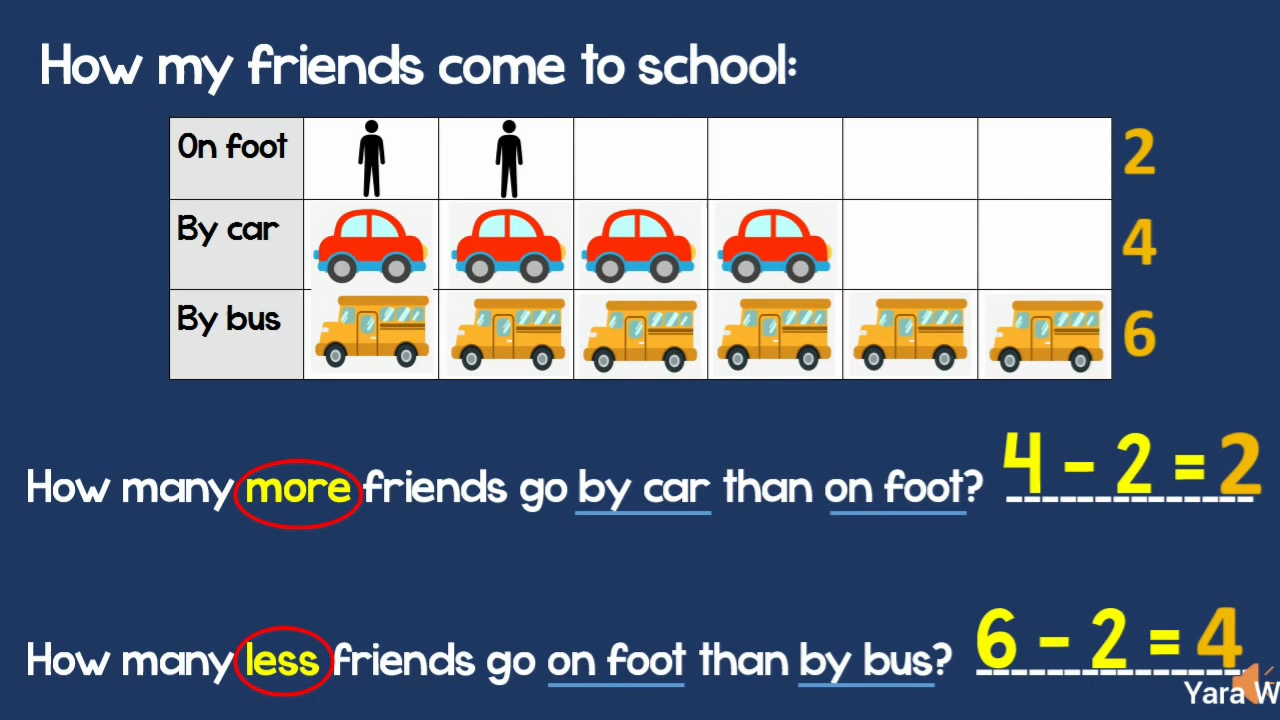 How my friends come to school:
On foot 2
By car 4
By bus 6
How many more friends go by car than on foot? 4 - 2 = 2
How many less friends go on foot than by bus? 6 - 2 = 4
Yara W